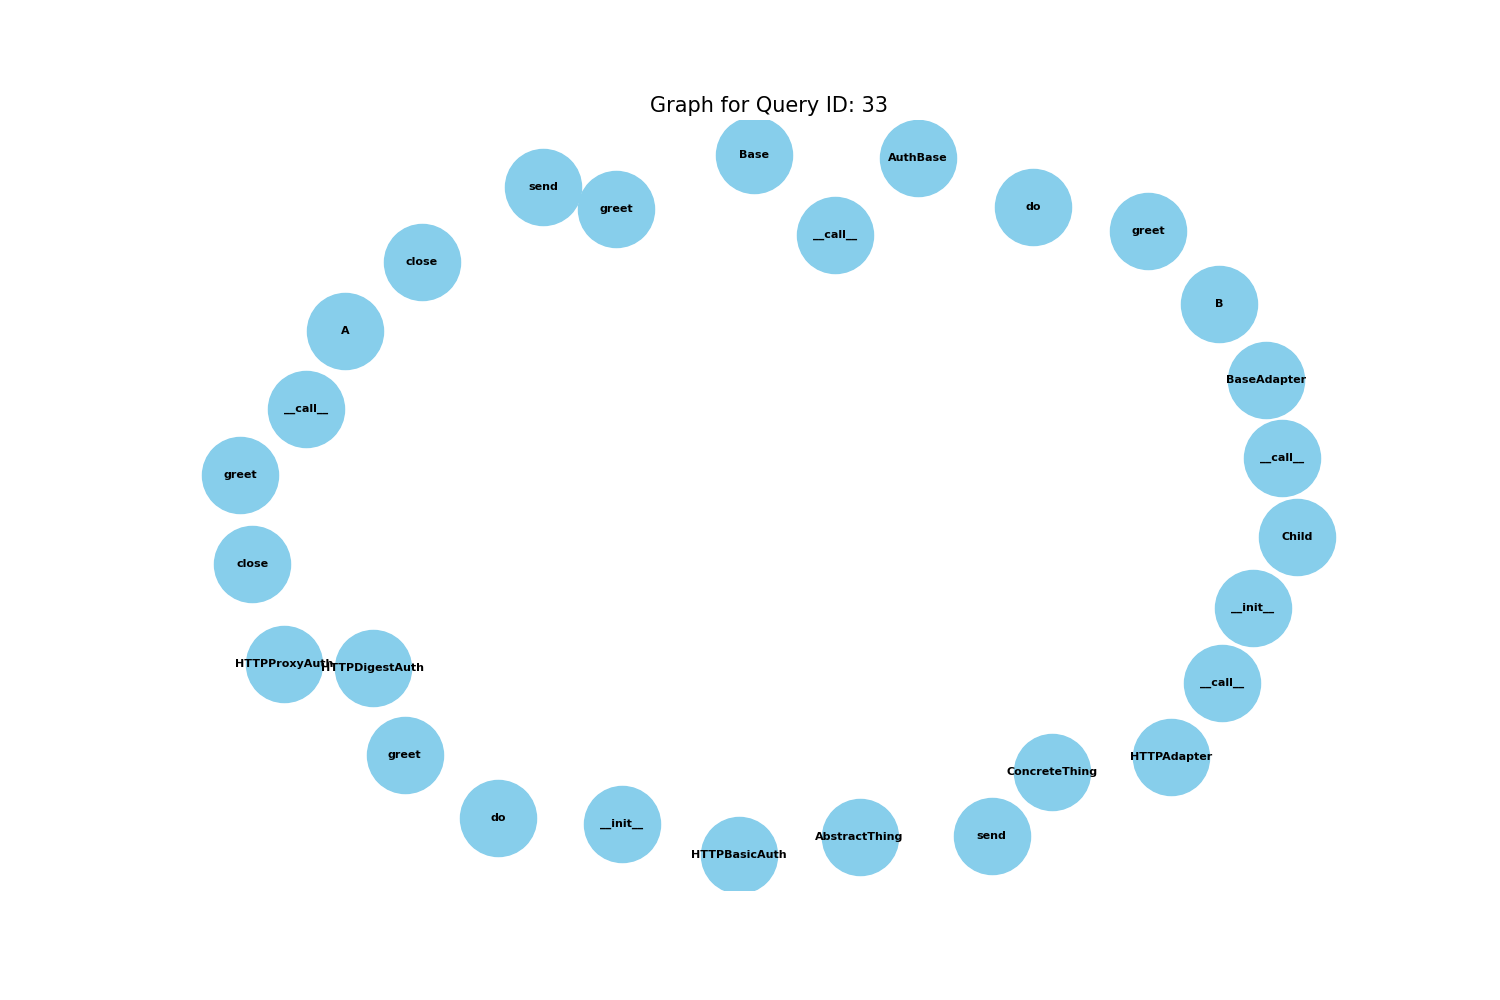 Graph for Query ID: 33
Base
AuthBase
send
greet
do
greet
__call__
close
B
A
BaseAdapter
__call__
__call__
greet
Child
close
__init__
HTTPProxyAuth
HTTPDigestAuth
__call__
greet
HTTPAdapter
ConcreteThing
do
__init__
AbstractThing
send
HTTPBasicAuth